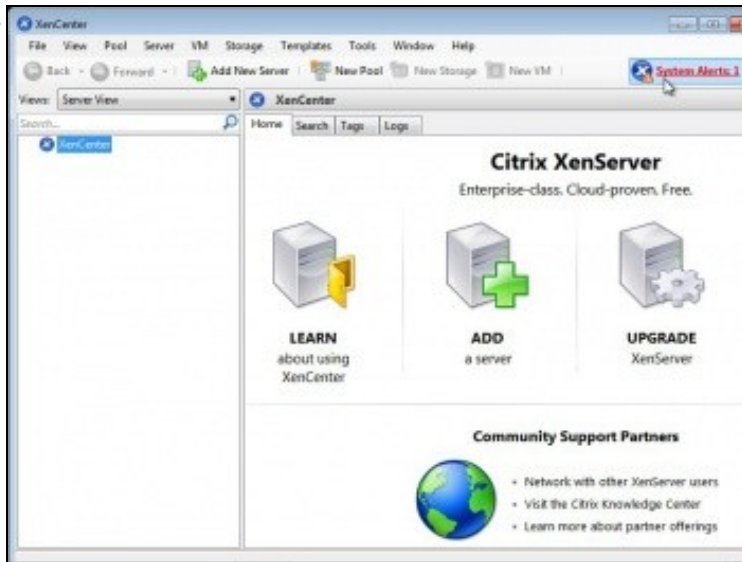 XenCenter
File View Pool Server VM Storage Templates Tools Window Help
Back Forward Add New Server New Pool New Storage New VM System Alerts: 1
Views: Server View
XenCenter
Search...
Home Search Tags Logs
XenCenter
Citrix XenServer
Enterprise-class. Cloud-proven. Free.
LEARN
about using
XenCenter
ADD
a server
UPGRADE
XenServer
Community Support Partners
Network with other XenServer users
Visit the Citrix Knowledge Center
Learn more about partner offerings